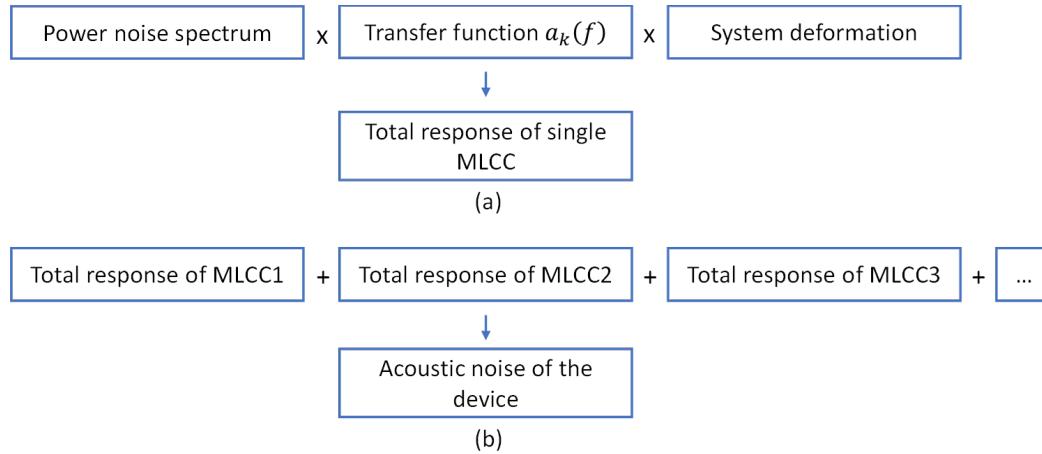 Power noise spectrum x Transfer function aₖ(f) x System deformation
Total response of single
MLCC
(a)
Total response of MLCC1 + Total response of MLCC2 + Total response of MLCC3 + ...
Acoustic noise of the
device
(b)